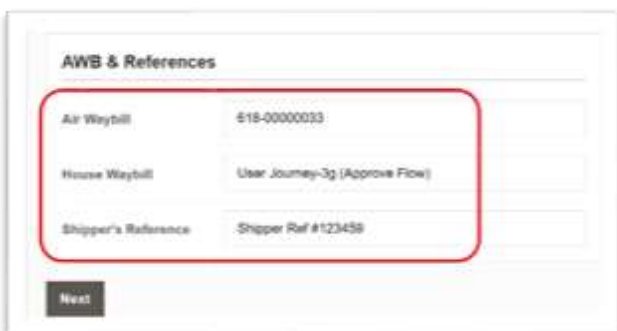 AWB & References
Air Waybill 618-00000033
House Waybill User Journey-3g (Approve Flow)
Shipper's Reference Shipper Ref #123459
Next